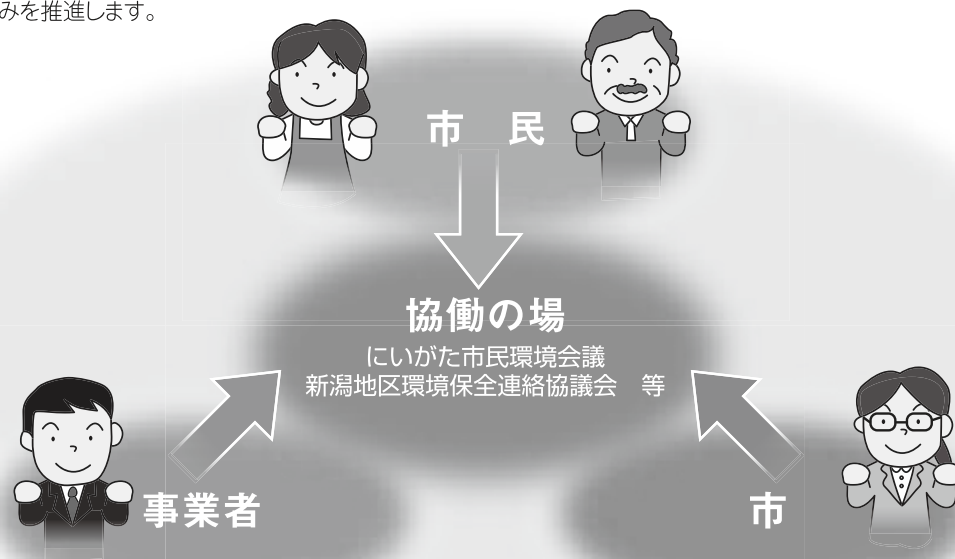 みを推進します。
市　民
協働の場
にいがた市民環境会議
新潟地区環境保全連絡協議会　等
事業者
市